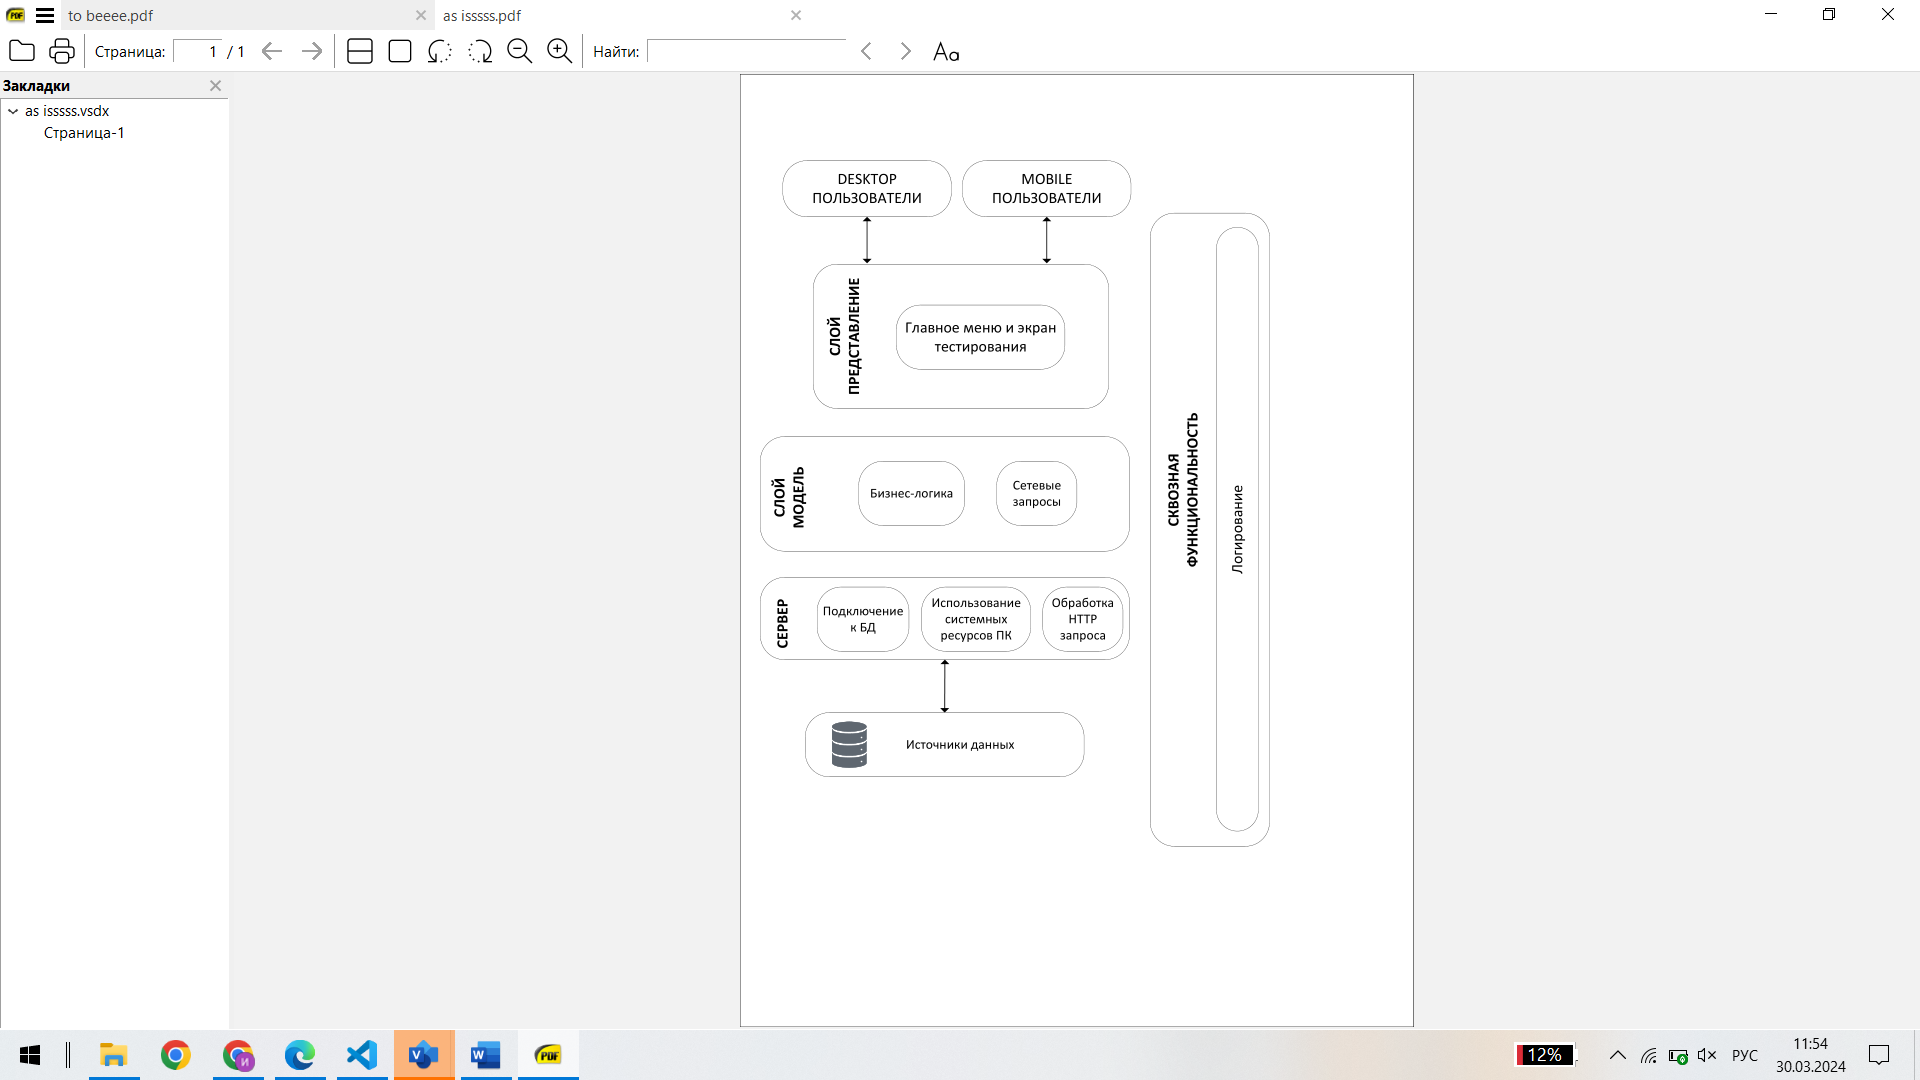 to beeee.pdf
as isssss.pdf
Страница: 1 / 1
Найти:
Aa
Закладки
as isssss.vsdx
Страница-1
DESKTOP
ПОЛЬЗОВАТЕЛИ
MOBILE
ПОЛЬЗОВАТЕЛИ
СЛОЙ
ПРЕДСТАВЛЕНИЕ
Главное меню и экран
тестирования
СЛОЙ
МОДЕЛЬ
Бизнес-логика
Сетевые
запросы
СЕРВЕР
Подключение
к БД
Использование
системных
ресурсов ПК
Обработка
HTTP
запроса
Источники данных
СКВОЗНАЯ
ФУНКЦИОНАЛЬНОСТЬ
Логирование
PDF
12%
РУС
11:54
30.03.2024